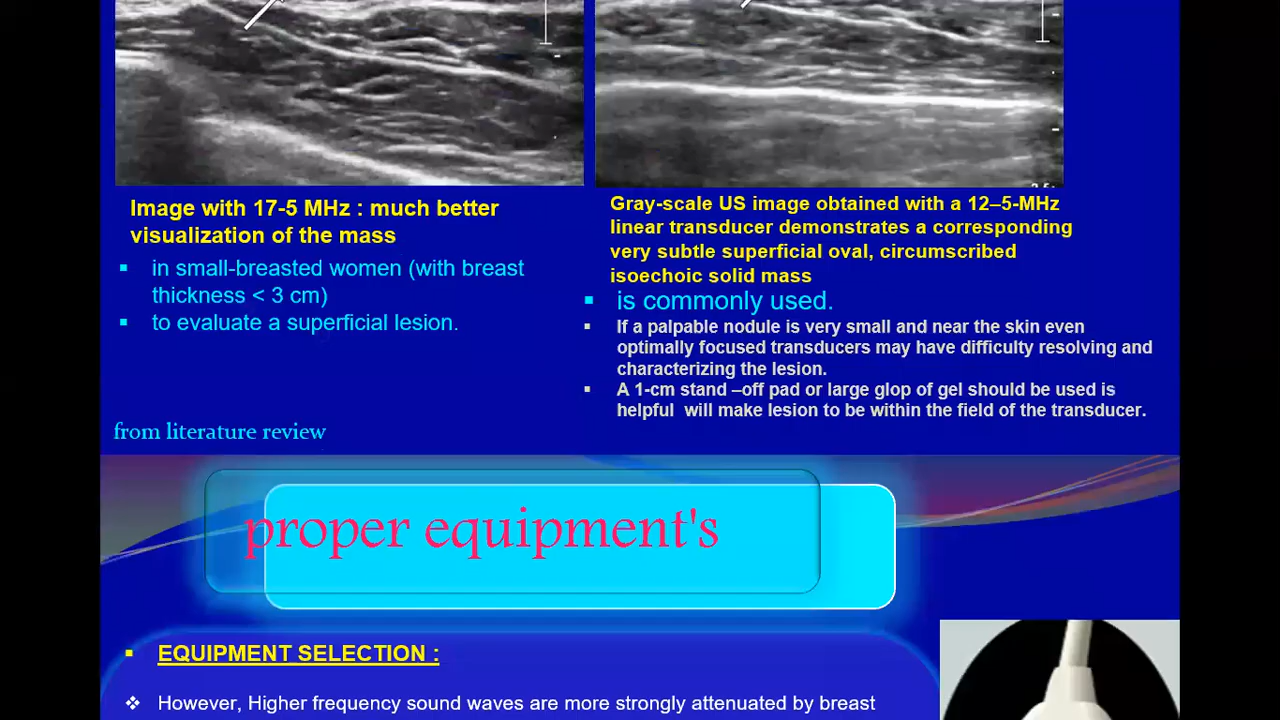 Image with 17-5 MHz : much better
visualization of the mass
▪ in small-breasted women (with breast
thickness < 3 cm)
▪ to evaluate a superficial lesion.
from literature review
Gray-scale US image obtained with a 12–5-MHz
linear transducer demonstrates a corresponding
very subtle superficial oval, circumscribed
isoechoic solid mass
▪ is commonly used.
▪ If a palpable nodule is very small and near the skin even
optimally focused transducers may have difficulty resolving and
characterizing the lesion.
▪ A 1-cm stand –off pad or large glop of gel should be used is
helpful will make lesion to be within the field of the transducer.
proper equipment's
▪ EQUIPMENT SELECTION :
❖ However, Higher frequency sound waves are more strongly attenuated by breast